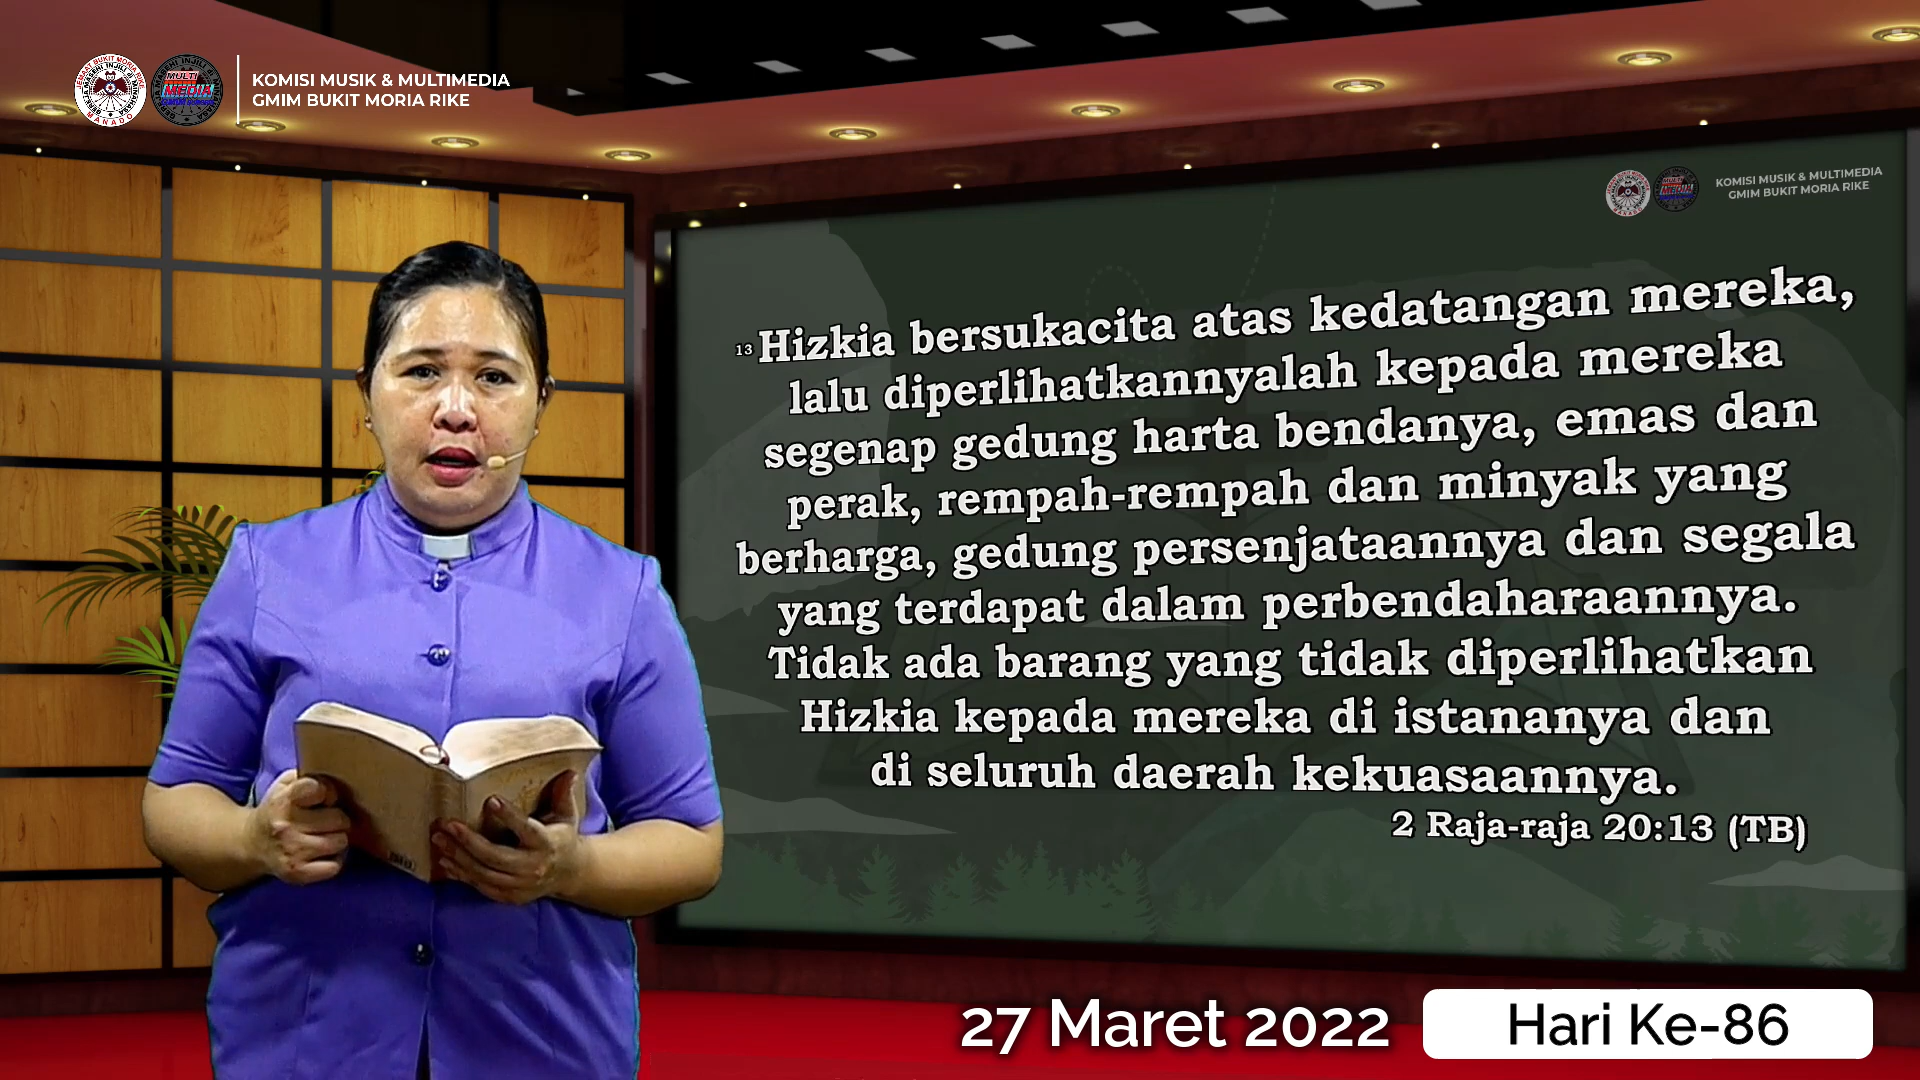 KOMISI MUSIK & MULTIMEDIA
GMIM BUKIT MORIA RIKE
MULTI
MEDIA
MANADO
KOMISI MUSIK & MULTIMEDIA
GMIM BUKIT MORIA RIKE
13 Hizkia bersukacita atas kedatangan mereka,
lalu diperlihatkannyalah kepada mereka
segenap gedung harta bendanya, emas dan
perak, rempah-rempah dan minyak yang
berharga, gedung persenjataannya dan segala
yang terdapat dalam perbendaharaannya.
Tidak ada barang yang tidak diperlihatkan
Hizkia kepada mereka di istananya dan
di seluruh daerah kekuasaannya.
2 Raja-raja 20:13 (TB)
27 Maret 2022
Hari Ke-86